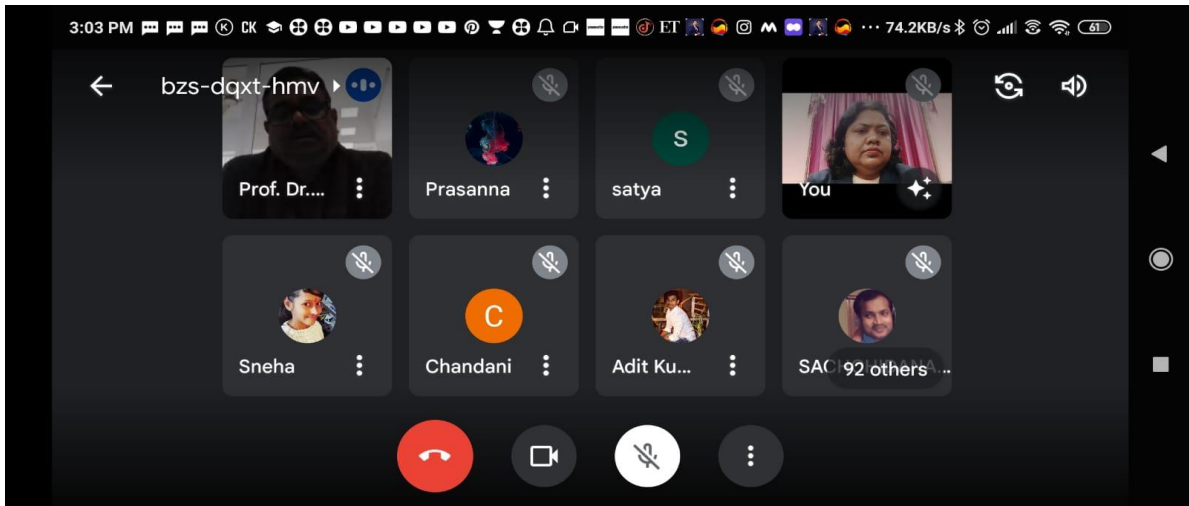 3:03 PM K CK ET 74.2KB/s 61
bzs-dqxt-hmv
Prof. Dr....
Prasanna
S
satya
You
Sneha
C
Chandani
Adit Ku...
92 others